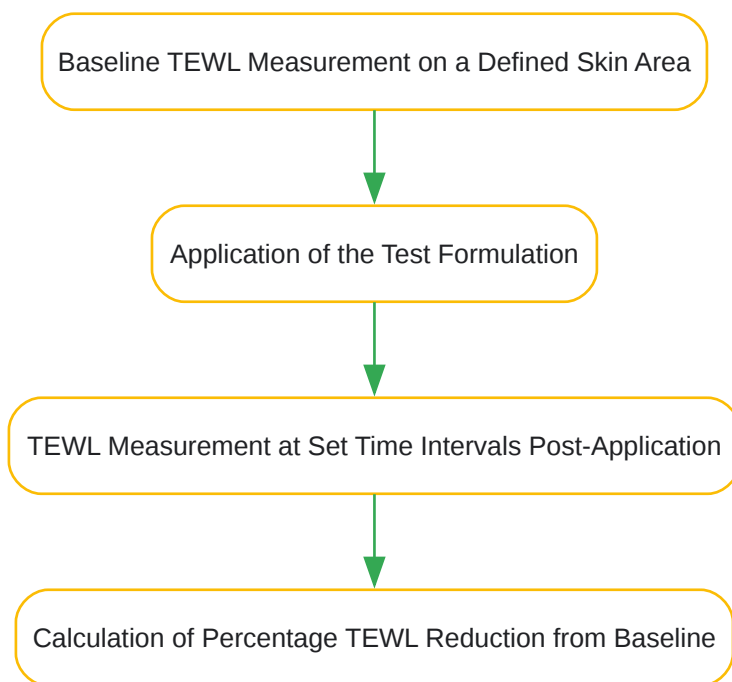 Baseline TEWL Measurement on a Defined Skin Area
Application of the Test Formulation
TEWL Measurement at Set Time Intervals Post-Application
Calculation of Percentage TEWL Reduction from Baseline